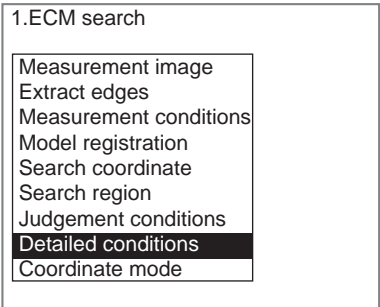 1.ECM search
Measurement image
Extract edges
Measurement conditions
Model registration
Search coordinate
Search region
Judgement conditions
Detailed conditions
Coordinate mode